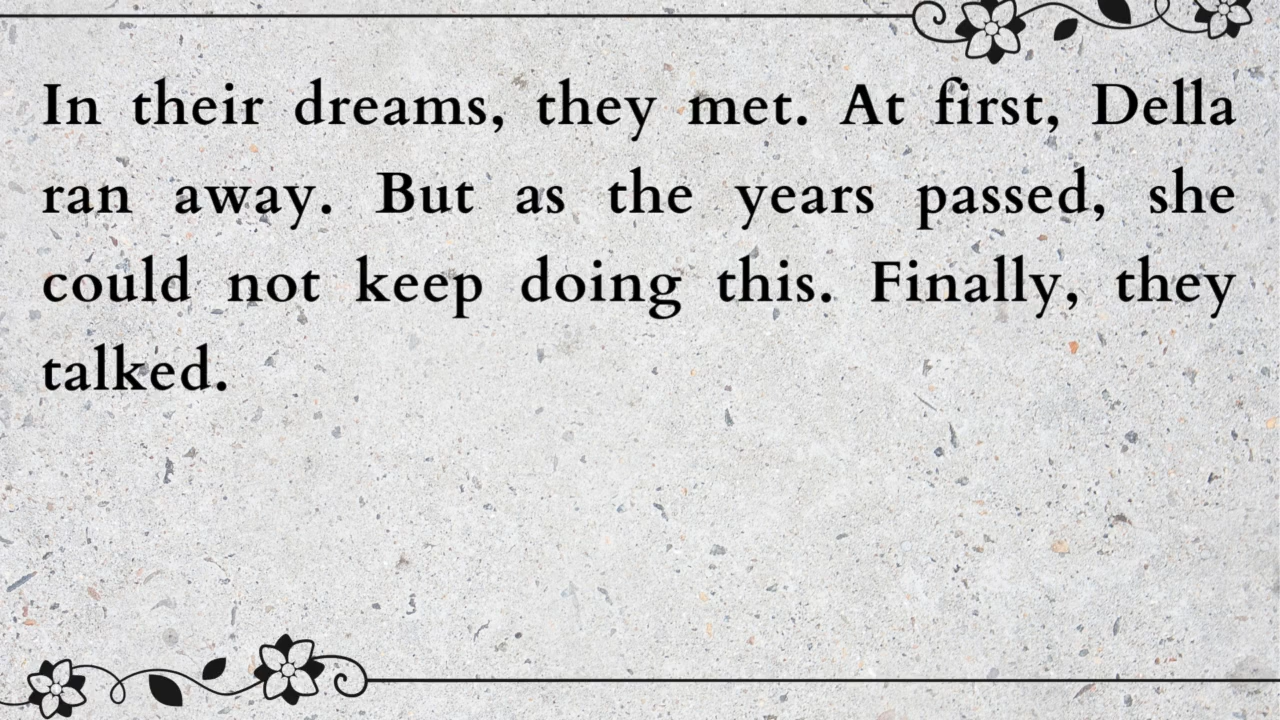 In their dreams, they met. At first, Della
ran away. But as the years passed, she
could not keep doing this. Finally, they
talked.